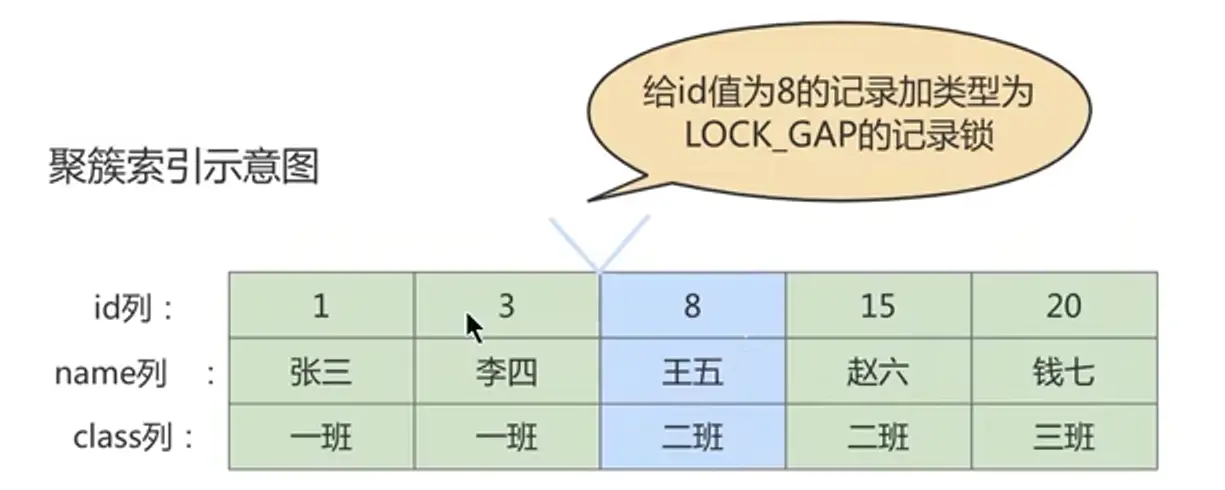 给id值为8的记录加类型为
LOCK_GAP的记录锁
聚簇索引示意图
id列： 1 3 8 15 20
name列 ： 张三 李四 王五 赵六 钱七
class列： 一班 一班 二班 二班 三班